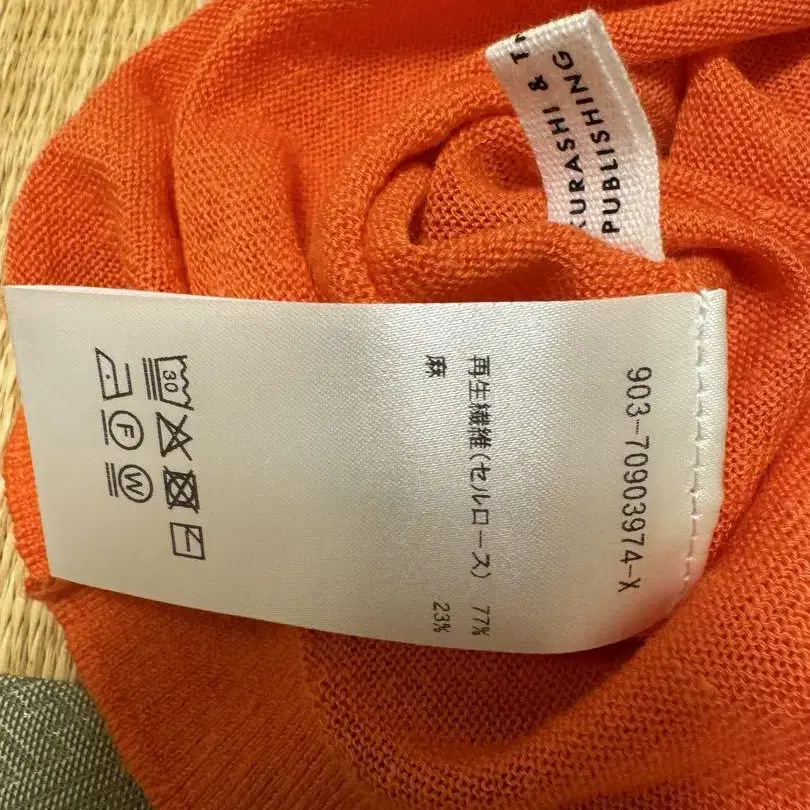 KURASHI & T
PUBLISHING
903-70903974-X
再生繊維(セルロース) 77%
麻 23%
30
F
W